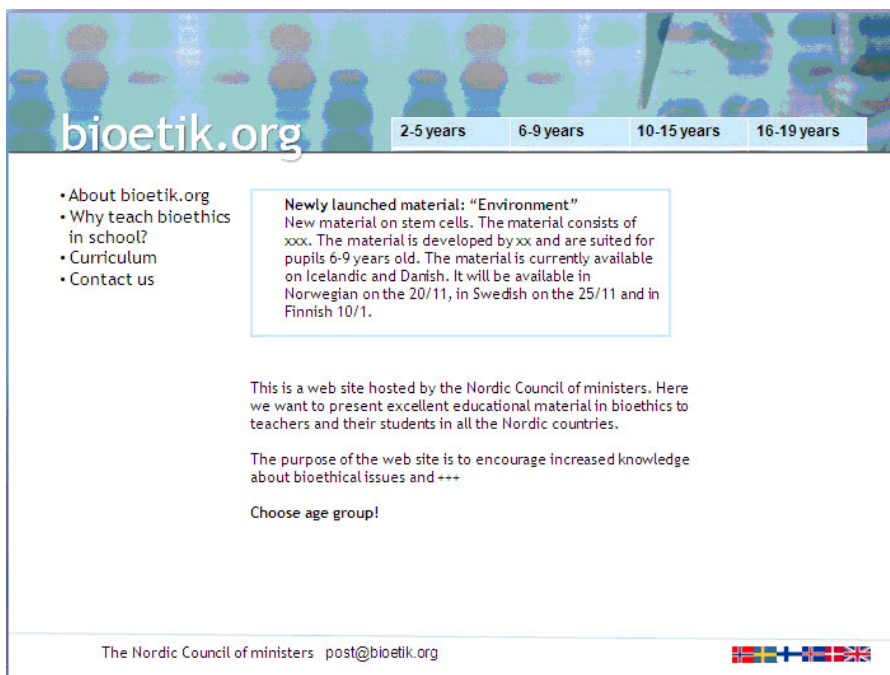 bioetik.org
2-5 years 6-9 years 10-15 years 16-19 years
• About bioetik.org
• Why teach bioethics
in school?
• Curriculum
• Contact us
Newly launched material: “Environment”
New material on stem cells. The material consists of
xxx. The material is developed by xx and are suited for
pupils 6-9 years old. The material is currently available
on Icelandic and Danish. It will be available in
Norwegian on the 20/11, in Swedish on the 25/11 and in
Finnish 10/1.
This is a web site hosted by the Nordic Council of ministers. Here
we want to present excellent educational material in bioethics to
teachers and their students in all the Nordic countries.
The purpose of the web site is to encourage increased knowledge
about bioethical issues and +++
Choose age group!
The Nordic Council of ministers post@bioetik.org